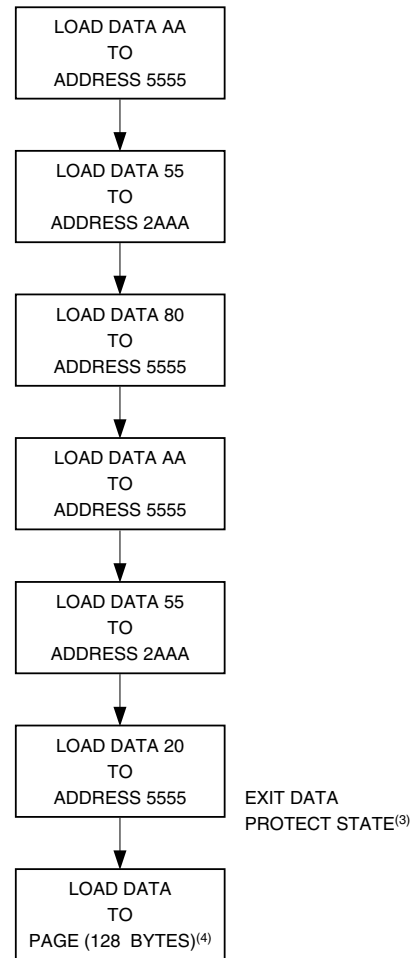 LOAD DATA AA
TO
ADDRESS 5555
LOAD DATA 55
TO
ADDRESS 2AAA
LOAD DATA 80
TO
ADDRESS 5555
LOAD DATA AA
TO
ADDRESS 5555
LOAD DATA 55
TO
ADDRESS 2AAA
LOAD DATA 20
TO
ADDRESS 5555
EXIT DATA
PROTECT STATE(3)
LOAD DATA
TO
PAGE (128 BYTES)(4)